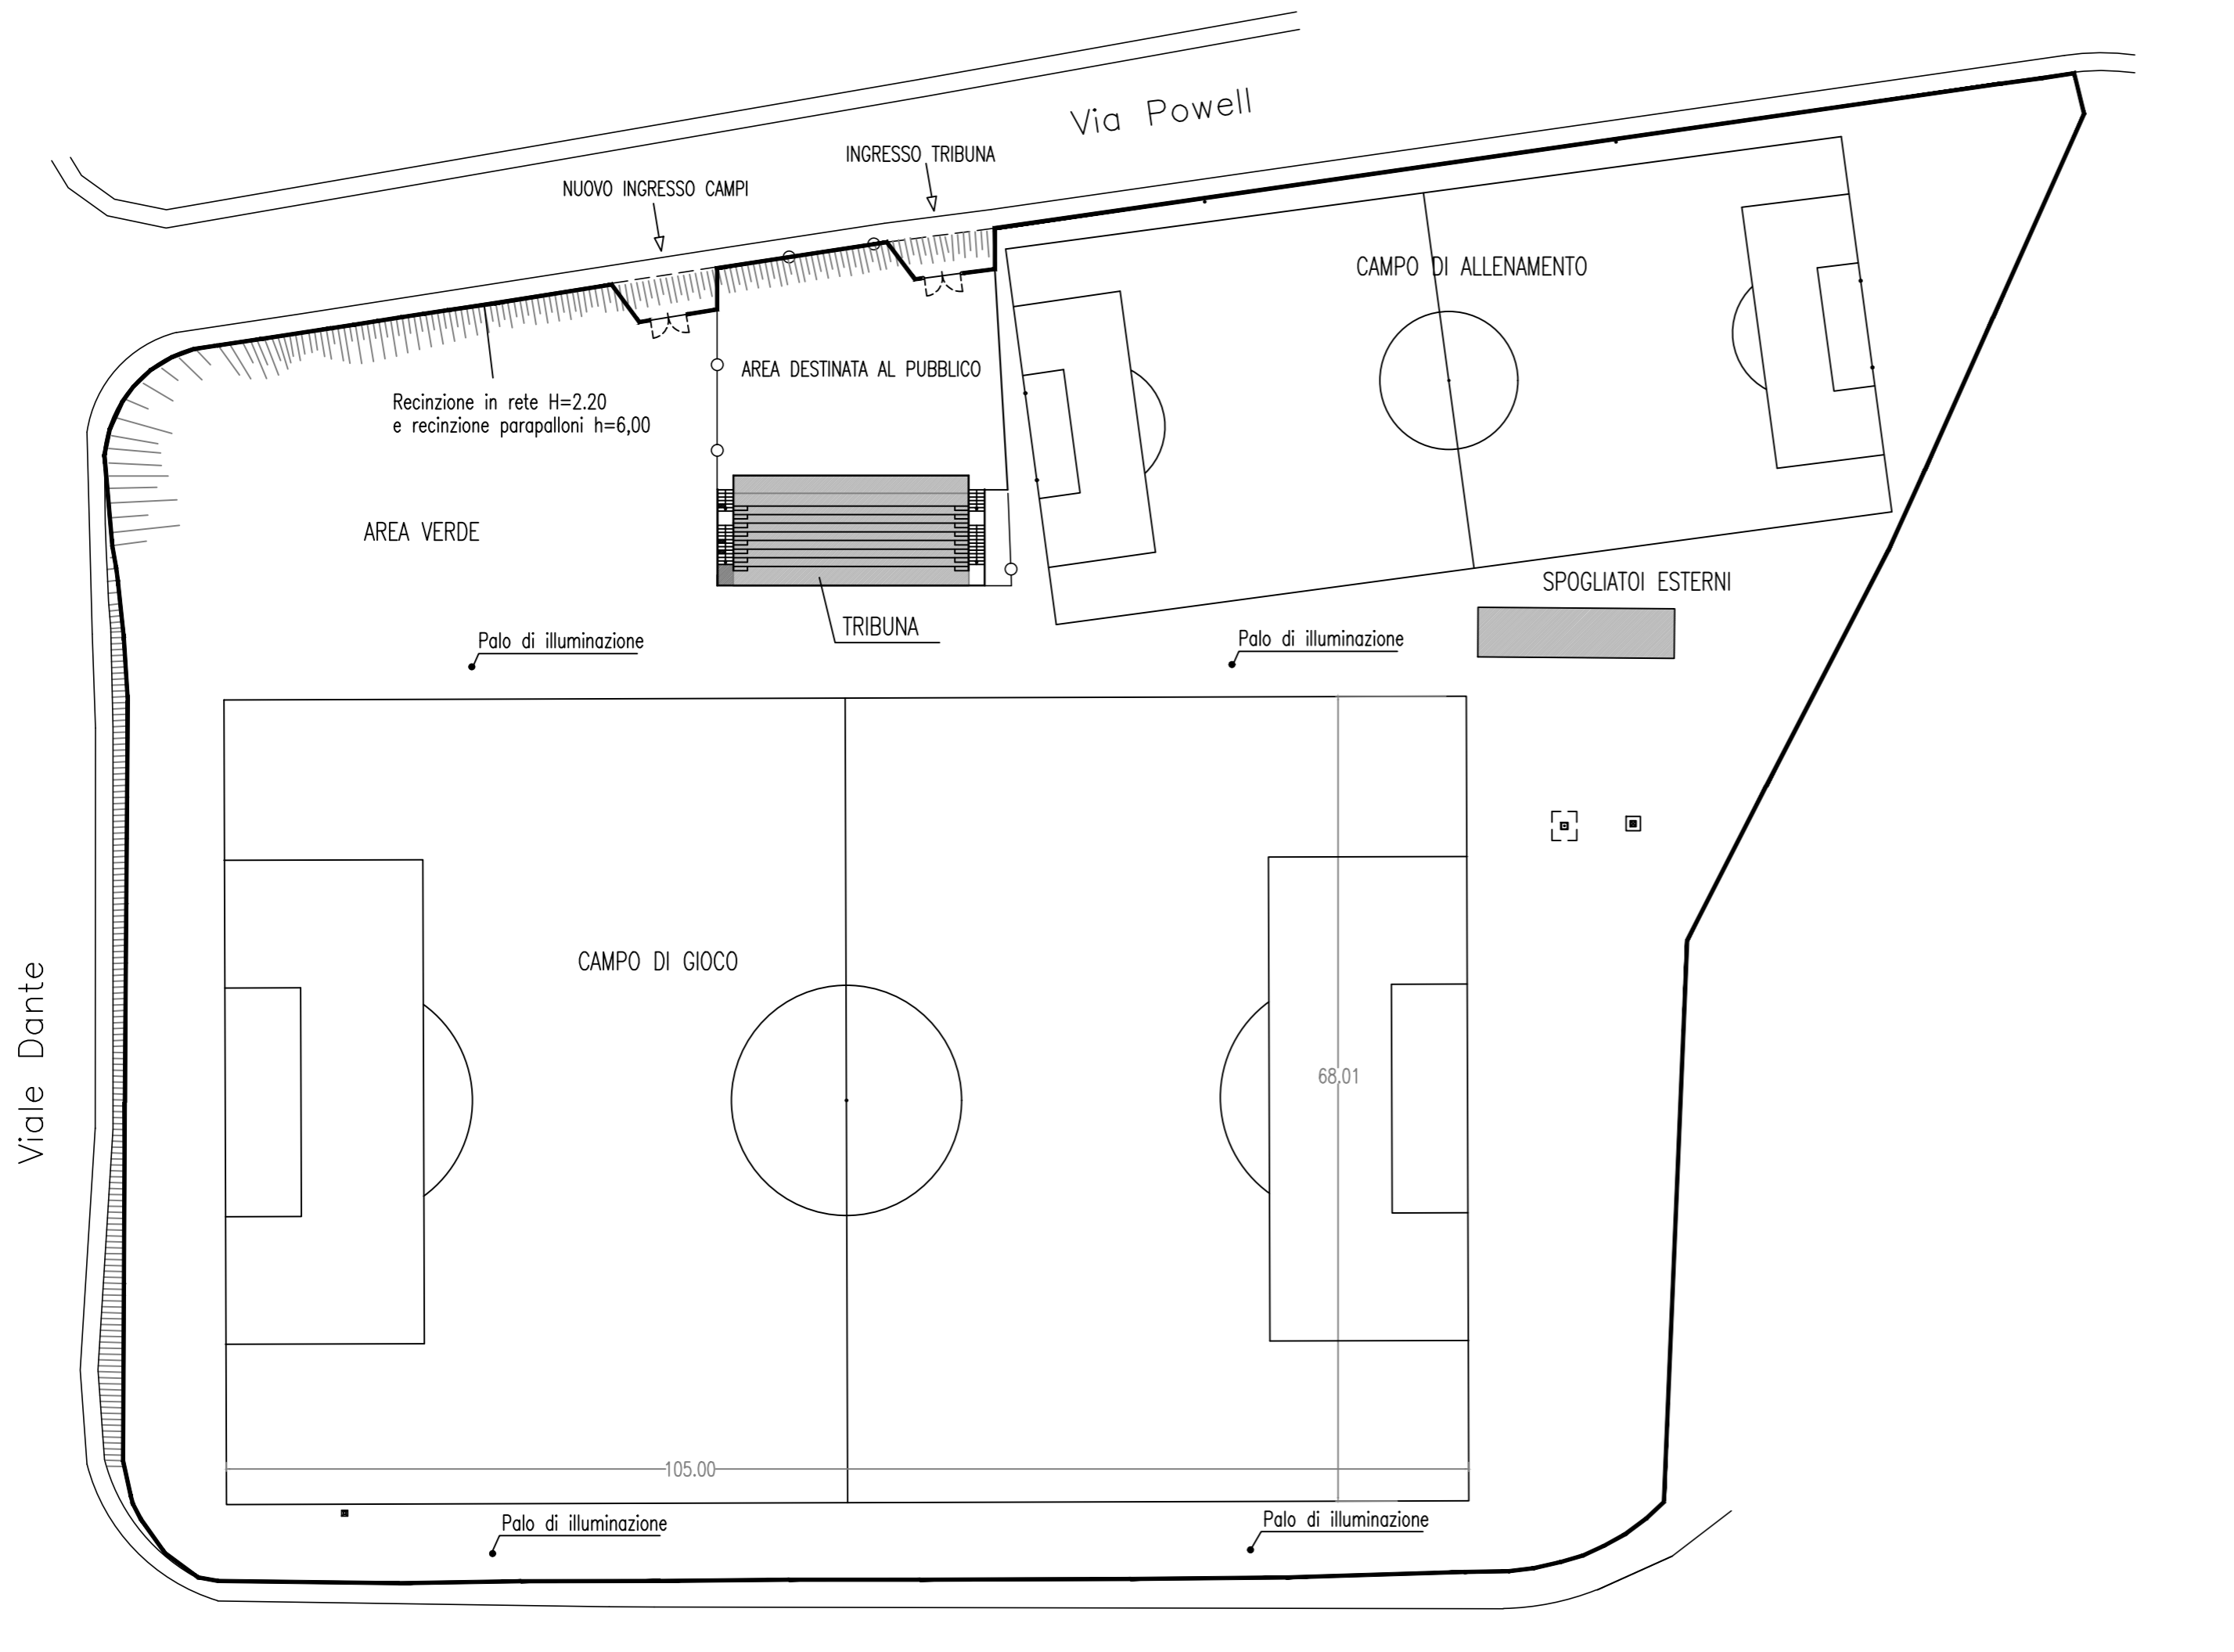 Via Powell
INGRESSO TRIBUNA
NUOVO INGRESSO CAMPI
CAMPO DI ALLENAMENTO
AREA DESTINATA AL PUBBLICO
Recinzione in rete H=2.20
e recinzione parapalloni h=6,00
AREA VERDE
SPOGLIATOI ESTERNI
TRIBUNA
Palo di illuminazione
Palo di illuminazione
CAMPO DI GIOCO
Viale Dante
68.01
105.00
Palo di illuminazione
Palo di illuminazione